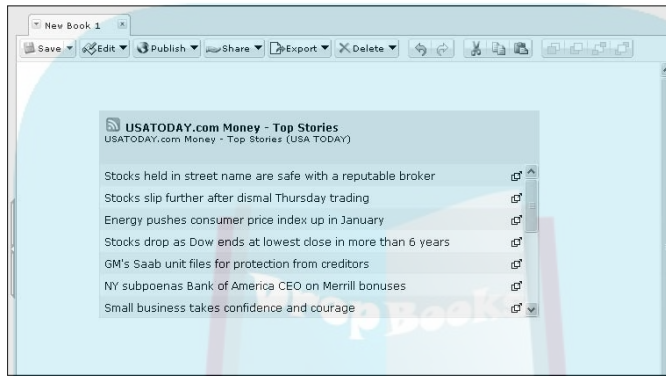 New Book 1
Save Edit Publish Share Export Delete
USATODAY.com Money - Top Stories
USATODAY.com Money - Top Stories (USA TODAY)
Stocks held in street name are safe with a reputable broker
Stocks slip further after dismal Thursday trading
Energy pushes consumer price index up in January
Stocks drop as Dow ends at lowest close in more than 6 years
GM's Saab unit files for protection from creditors
NY subpoenas Bank of America CEO on Merrill bonuses
Small business takes confidence and courage
Drop Books